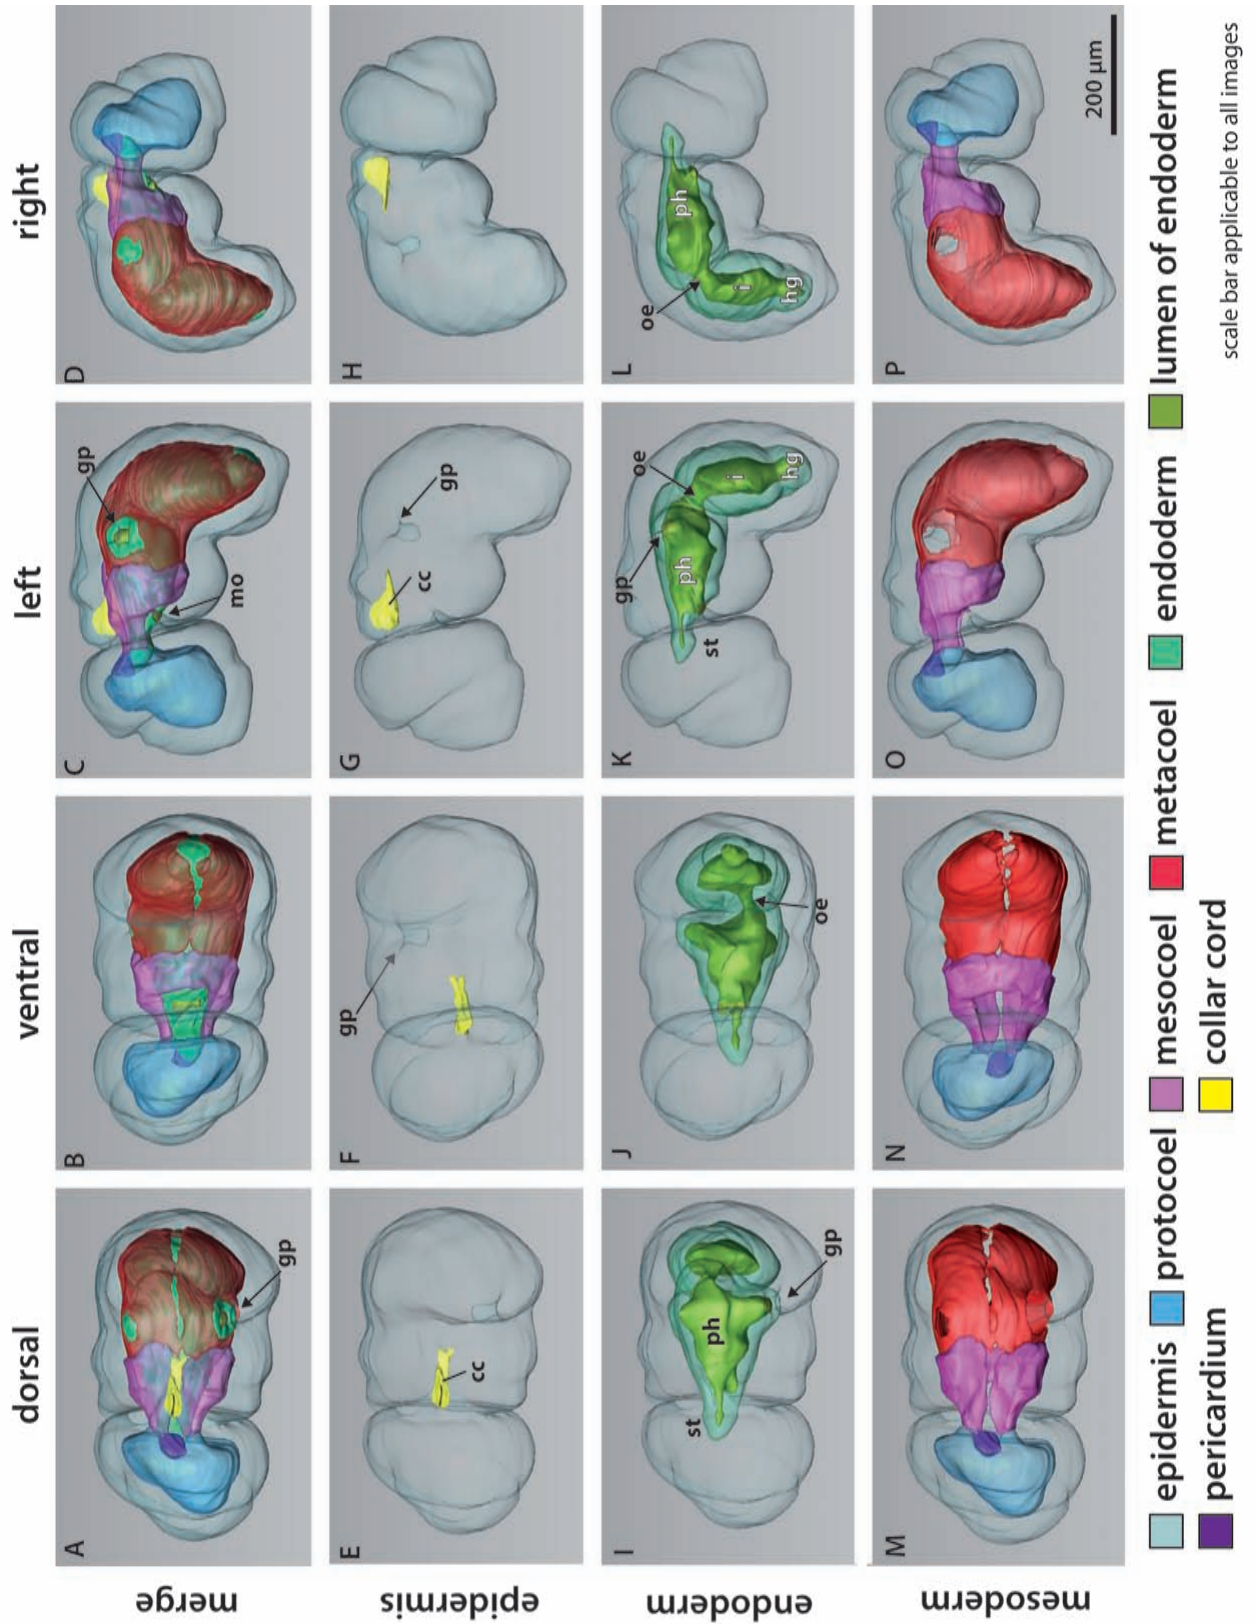 dorsal
ventral
left
right
merge
A
gp
B
C
gp
mo
D
epidermis
E
cc
F
gp
G
cc
gp
H
endoderm
I
st
ph
gp
J
oe
K
st
gp
ph
oe
i
hg
L
oe
ph
i
hg
mesoderm
M
N
O
P
200 µm
epidermis protocoel mesocoel metacoel endoderm lumen of endoderm
pericardium collar cord
scale bar applicable to all images